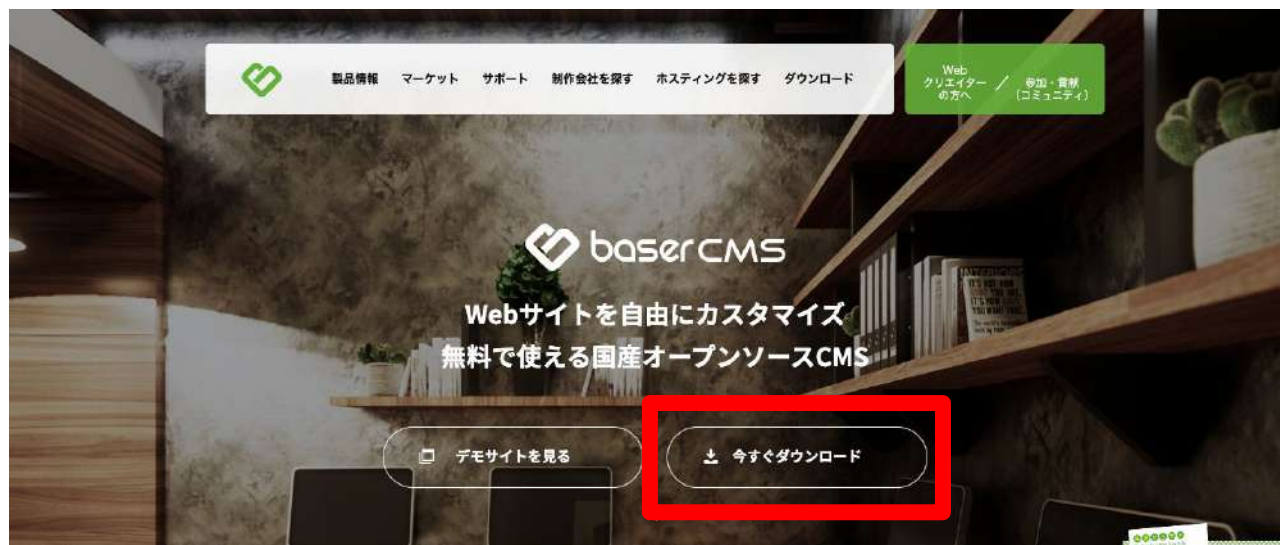 製品情報 マーケット サポート 制作会社を探す ホスティングを探す ダウンロード
Web
クリエイター
の方へ
/
参加・貢献
(コミュニティ)
baserCMS
Webサイトを自由にカスタマイズ
無料で使える国産オープンソースCMS
デモサイトを見る
今すぐダウンロード
INTERIORS